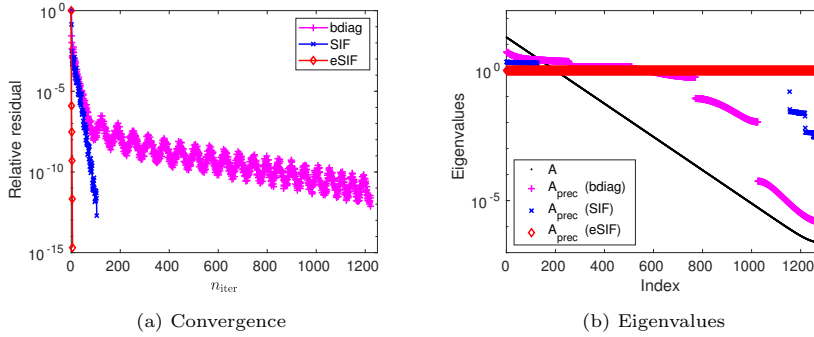 10^0
10^-5
10^-10
10^-15
Relative residual
0 200 400 600 800 1000 1200
n_iter
bdiag
SIF
eSIF
(a) Convergence
10^0
10^-5
Eigenvalues
0 200 400 600 800 1000 1200
Index
A
A_prec (bdiag)
A_prec (SIF)
A_prec (eSIF)
(b) Eigenvalues